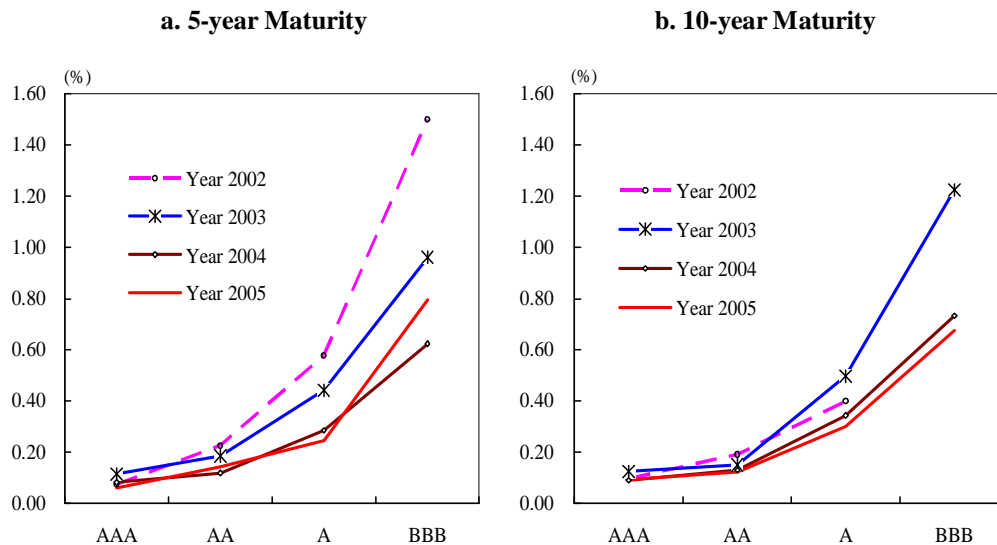 a. 5-year Maturity
(%)
1.60
1.40
1.20
1.00
0.80
0.60
0.40
0.20
0.00
Year 2002
Year 2003
Year 2004
Year 2005
AAA AA A BBB
b. 10-year Maturity
(%)
1.60
1.40
1.20
1.00
0.80
0.60
0.40
0.20
0.00
Year 2002
Year 2003
Year 2004
Year 2005
AAA AA A BBB